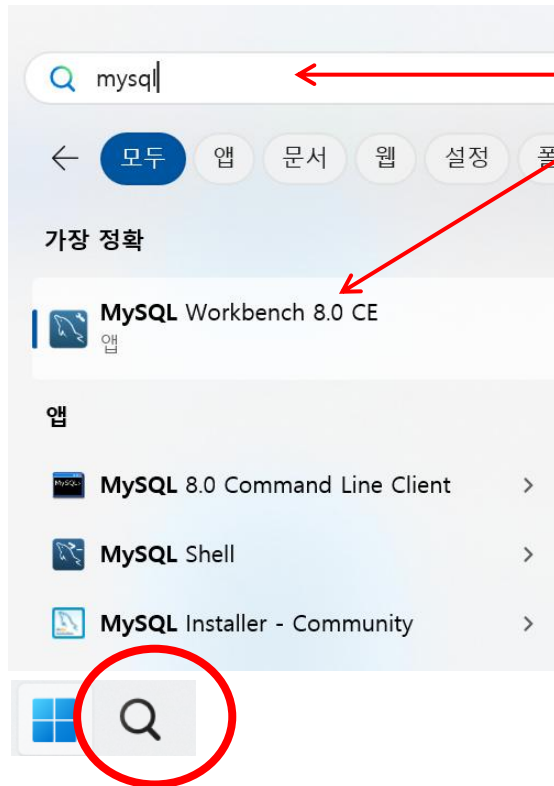 mysql
모두 앱 문서 웹 설정 폴
가장 정확
MySQL Workbench 8.0 CE
앱
앱
MySQL 8.0 Command Line Client
MySQL Shell
MySQL Installer - Community